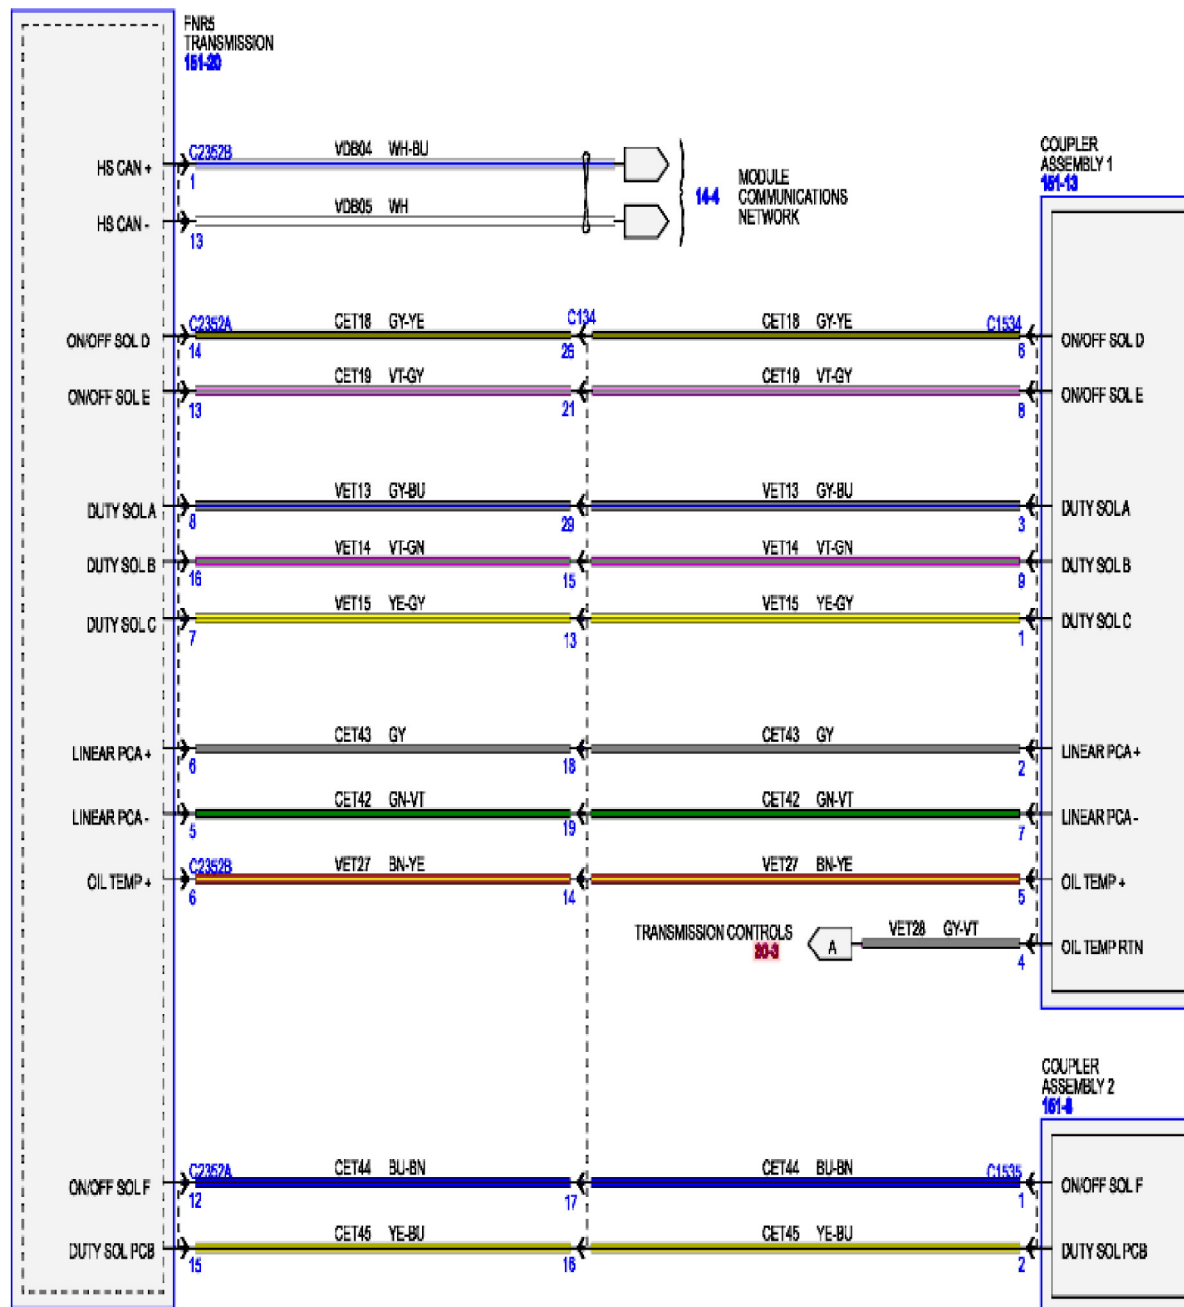 FNR5
TRANSMISSION
151-20
HS CAN +
C2352B
1
VDB04 WH-BU
HS CAN -
13
VDB05 WH
14-4
MODULE
COMMUNICATIONS
NETWORK
COUPLER
ASSEMBLY 1
151-13
ON/OFF SOL D
C2352A
14
CET18 GY-YE
C134
26
CET18 GY-YE
C1534
6
ON/OFF SOL D
ON/OFF SOL E
13
CET19 VT-GY
21
CET19 VT-GY
8
ON/OFF SOL E
DUTY SOL A
8
VET13 GY-BU
29
VET13 GY-BU
3
DUTY SOL A
DUTY SOL B
16
VET14 VT-GN
15
VET14 VT-GN
9
DUTY SOL B
DUTY SOL C
7
VET15 YE-GY
13
VET15 YE-GY
1
DUTY SOL C
LINEAR PCA +
6
CET43 GY
18
CET43 GY
2
LINEAR PCA +
LINEAR PCA -
5
CET42 GN-VT
19
CET42 GN-VT
7
LINEAR PCA -
OIL TEMP +
C2352B
6
VET27 BN-YE
14
VET27 BN-YE
5
OIL TEMP +
TRANSMISSION CONTROLS
30-3
A
VET28 GY-VT
4
OIL TEMP RTN
COUPLER
ASSEMBLY 2
ON/OFF SOL F
C2352A
12
CET44 BU-BN
17
CET44 BU-BN
C1535
1
ON/OFF SOL F
DUTY SOL PCB
15
CET45 YE-BU
16
CET45 YE-BU
2
DUTY SOL PCB